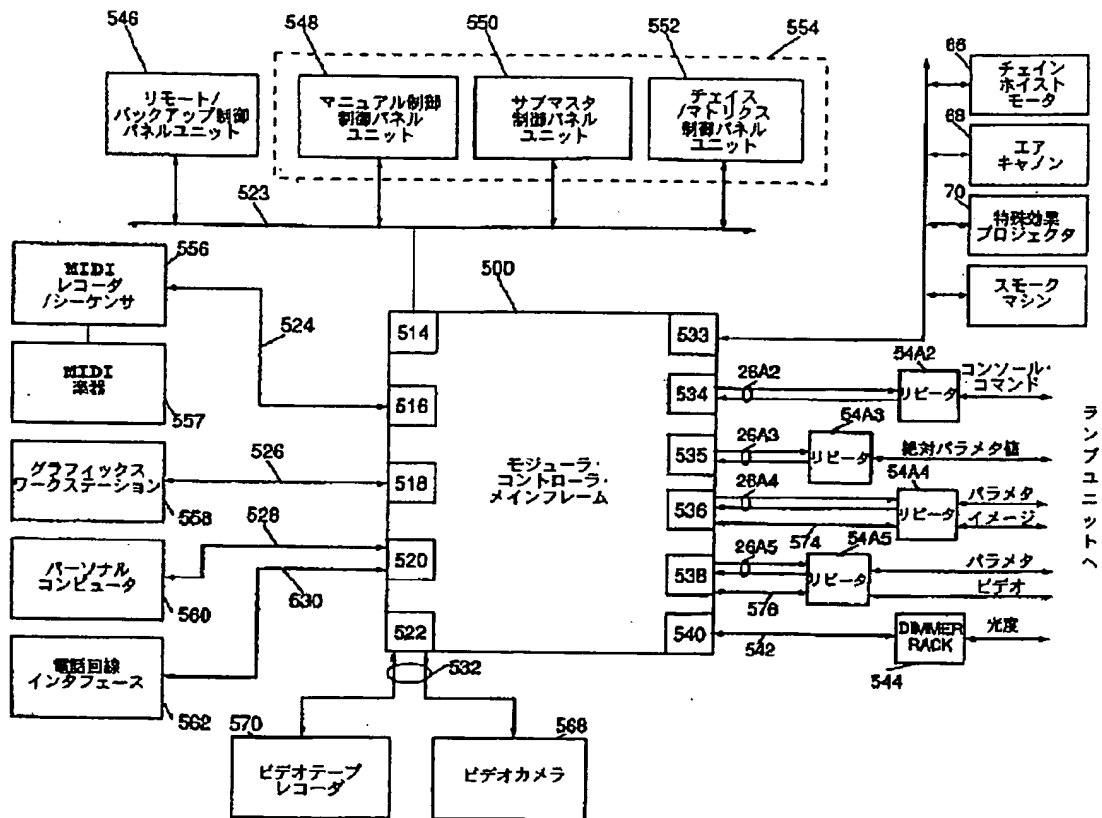 546
548
550
552
554
リモート/
バックアップ制御
パネルユニット
マニュアル制御
制御パネル
ユニット
サブマスタ
制御パネル
ユニット
チェイス
/マトリクス
制御パネル
ユニット
66
チェイン
ホイスト
モータ
68
エア
キャノン
70
特殊効果
プロジェクタ
スモーク
マシン
523
556
MIDI
レコーダ
/シーケンサ
524
MIDI
楽器
557
500
514
516
518
520
522
モジューラ・
コントローラ・
メインフレーム
533
534
535
536
538
540
526
グラフィックス
ワークステーション
558
528
パーソナル
コンピュータ
560
530
電話回線
インタフェース
562
532
570
ビデオテープ
レコーダ
568
ビデオカメラ
26A2
54A2
リピータ
コンソール・
コマンド
26A3
54A3
リピータ
絶対パラメタ値
26A4
54A4
リピータ
パラメタ
イメージ
574
26A5
54A5
リピータ
パラメタ
ビデオ
576
542
DIMMER
RACK
544
光度
ランプユニットへ